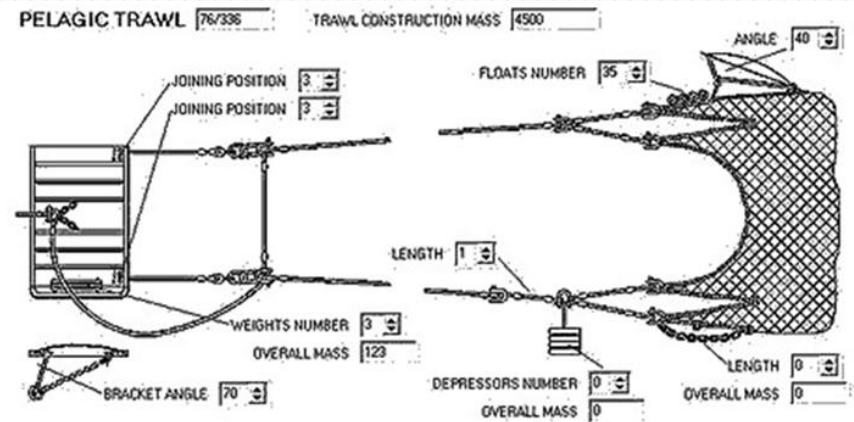 PELAGIC TRAWL 76/336 TRAWL CONSTRUCTION MASS 4500
ANGLE 40
FLOATS NUMBER 35
JOINING POSITION 3
JOINING POSITION 3
LENGTH 1
WEIGHTS NUMBER 3
OVERALL MASS 123
BRACKET ANGLE 70
DEPRESSORS NUMBER 0
OVERALL MASS 0
LENGTH 0
OVERALL MASS 0